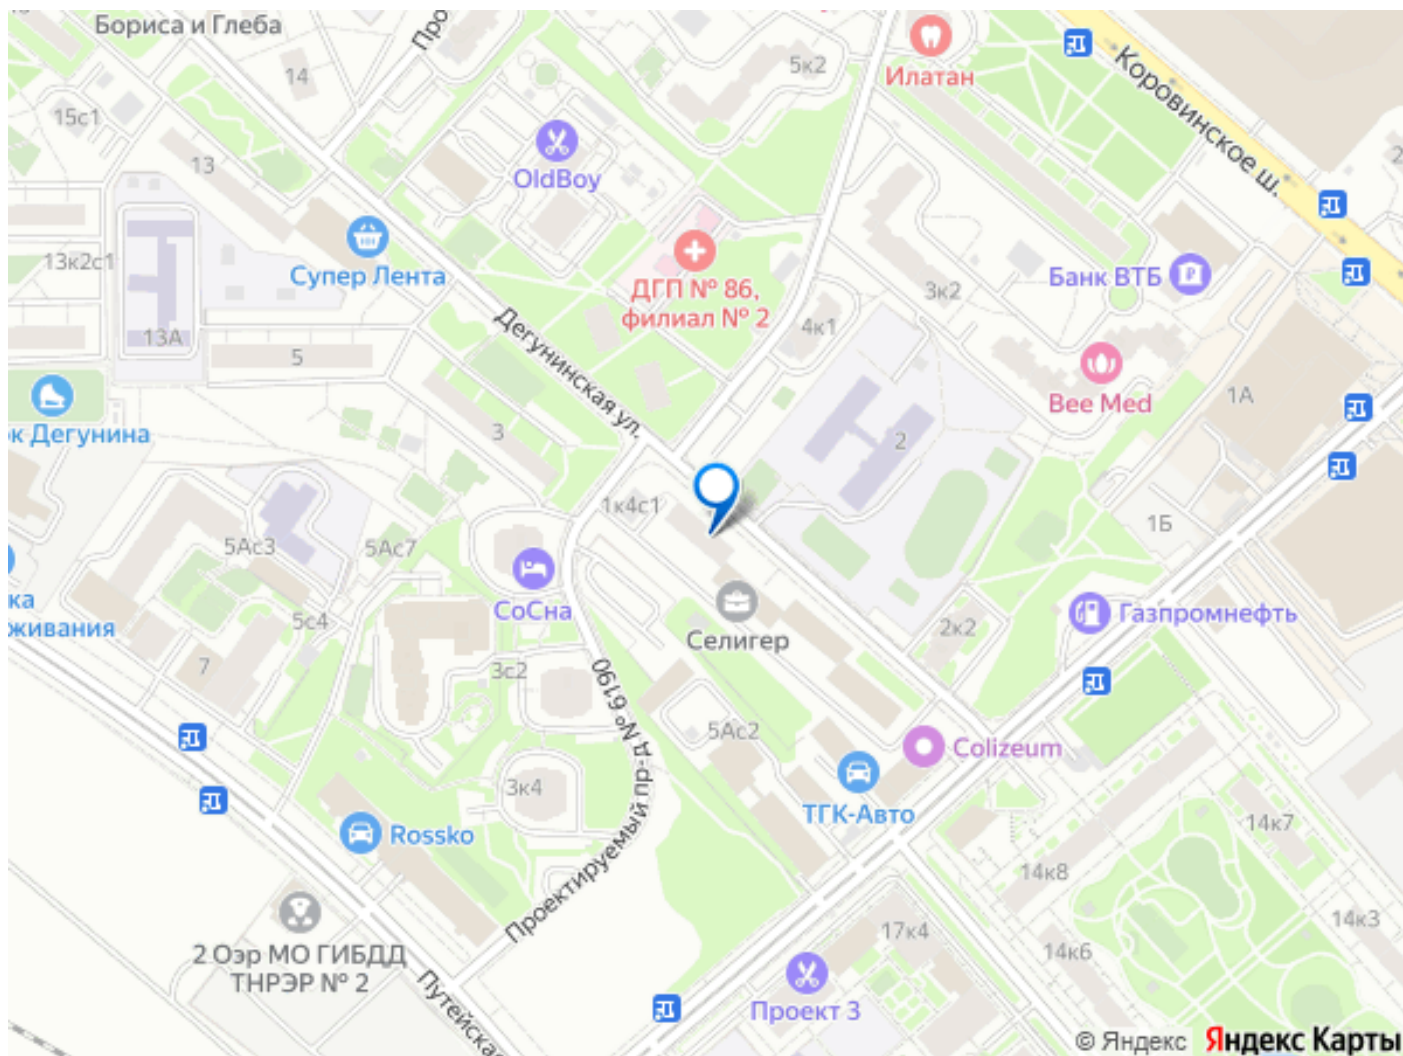 Бориса и Глеба
Про
14
5к2
Илатан
Коровинское ш.
15с1
13
OldBoy
Супер Лента
13к2с1
13А
5
ДГП № 86,
филиал № 2
3к2
Банк ВТБ
4к1
Дегунинская ул.
Bee Med
1А
ок Дегунина
3
2
1к4с1
1Б
5Ас3
5Ас7
СоСна
Селигер
Газпромнефть
2к2
ка
живания
5с4
7
3с2
Проектируемый пр-д № 6190
5Ас2
Colizeum
3к4
ТГК-Авто
Rossko
14к7
14к8
14к3
14к6
17к4
2 Оэр МО ГИБДД
ТНРЭР № 2
Путейская
Проект 3
© Яндекс Яндекс Карты